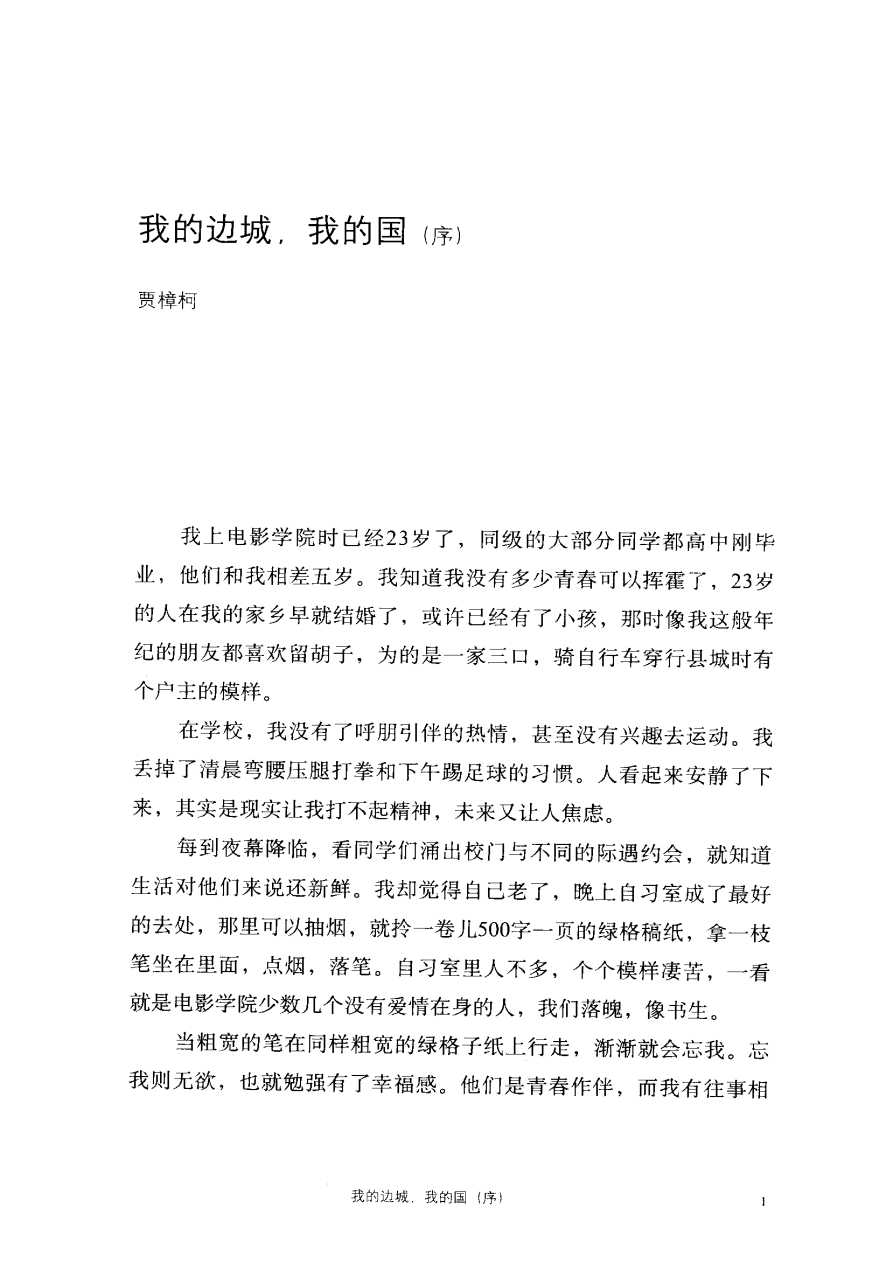 我的边城，我的国（序）
贾樟柯
我上电影学院时已经23岁了，同级的大部分同学都高中刚毕
业，他们和我相差五岁。我知道我没有多少青春可以挥霍了，23岁
的人在我的家乡早就结婚了，或许已经有了小孩，那时像我这般年
纪的朋友都喜欢留胡子，为的是一家三口，骑自行车穿行县城时有
个户主的模样。
在学校，我没有了呼朋引伴的热情，甚至没有兴趣去运动。我
丢掉了清晨弯腰压腿打拳和下午踢足球的习惯。人看起来安静了下
来，其实是现实让我打不起精神，未来又让人焦虑。
每到夜幕降临，看同学们涌出校门与不同的际遇约会，就知道
生活对他们来说还新鲜。我却觉得自己老了，晚上自习室成了最好
的去处，那里可以抽烟，就拎一卷儿500字一页的绿格稿纸，拿一枝
笔坐在里面，点烟，落笔。自习室里人不多，个个模样凄苦，一看
就是电影学院少数几个没有爱情在身的人，我们落魄，像书生。
当粗宽的笔在同样粗宽的绿格子纸上行走，渐渐就会忘我。忘
我则无欲，也就勉强有了幸福感。他们是青春作伴，而我有往事相
我的边城，我的国（序）
1